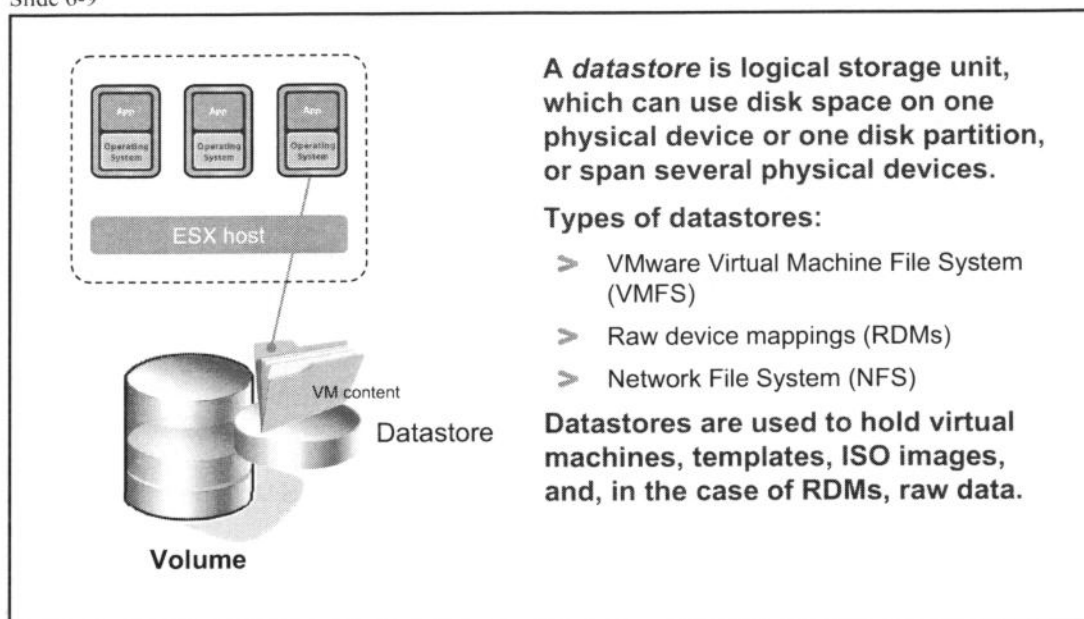 Slide 6-9
App
App
App
Operating
System
Operating
System
Operating
System
ESX host
VM content
Datastore
Volume
A datastore is logical storage unit,
which can use disk space on one
physical device or one disk partition,
or span several physical devices.
Types of datastores:
> VMware Virtual Machine File System
(VMFS)
> Raw device mappings (RDMs)
> Network File System (NFS)
Datastores are used to hold virtual
machines, templates, ISO images,
and, in the case of RDMs, raw data.